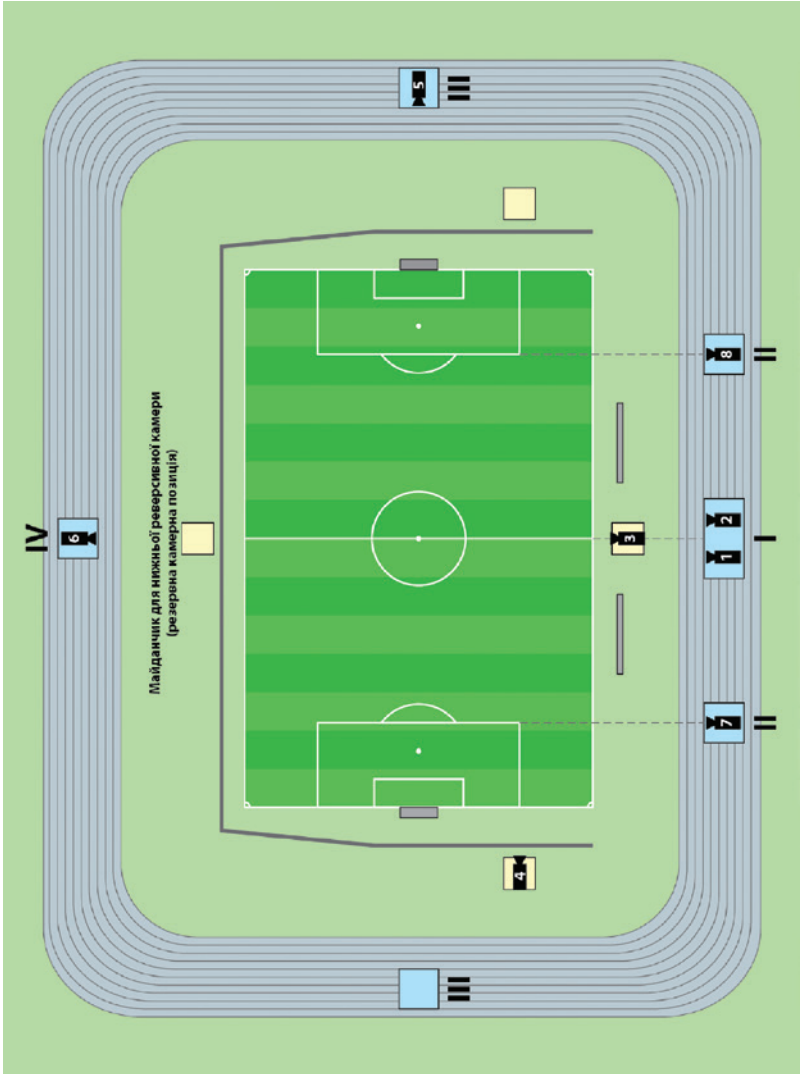 IV
6
Майданчик для нижньої реверсивної камери
(резервна камерна позиція)
5
III
4
III
3
7
II
1
2
I
8
II